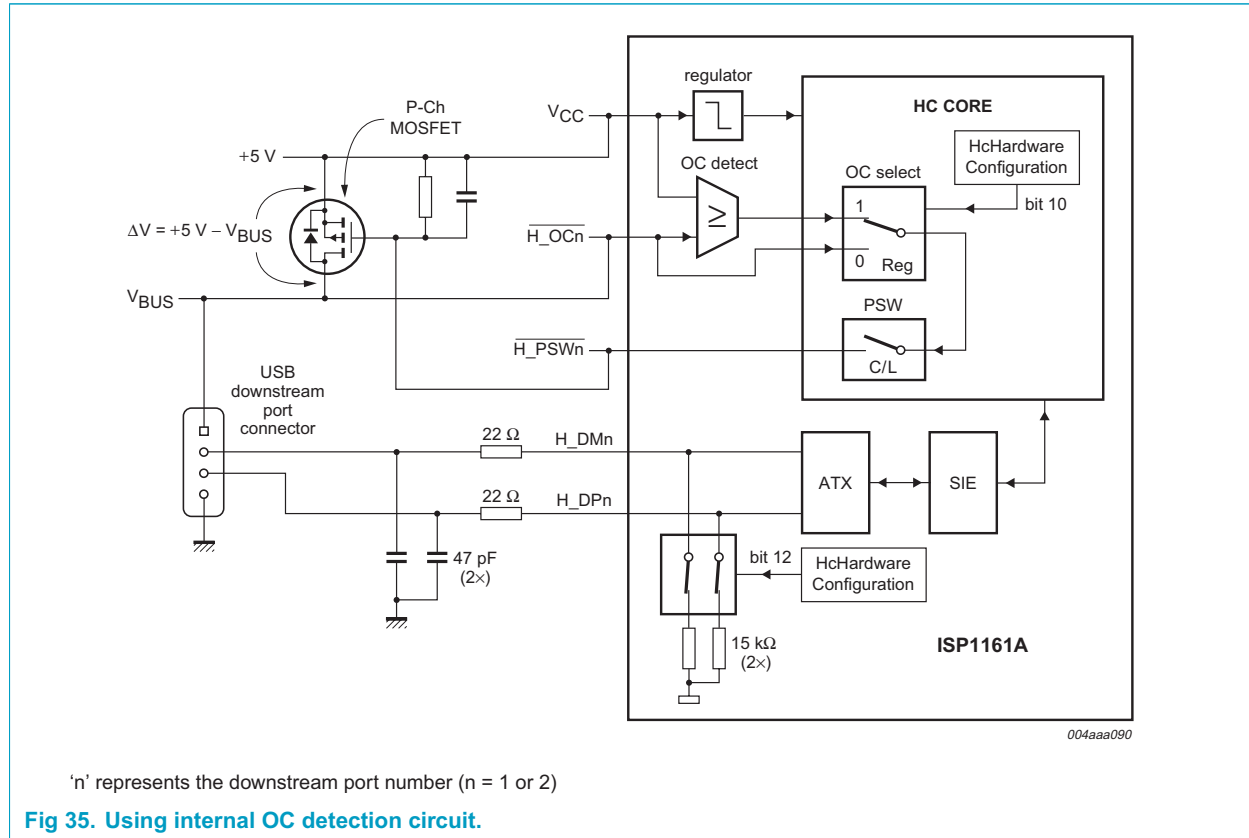 regulator
HC CORE
P-Ch
MOSFET
VCC
+5 V
OC detect
HcHardware
Configuration
OC select
bit 10
1
≥
ΔV = +5 V − VBUS
H_OCn
0
Reg
VBUS
PSW
H_PSWn
C/L
USB
downstream
port
connector
22 Ω
H_DMn
ATX
SIE
22 Ω
H_DPn
47 pF
(2×)
bit 12
HcHardware
Configuration
15 kΩ
(2×)
ISP1161A
004aaa090
‘n’ represents the downstream port number (n = 1 or 2)
Fig 35. Using internal OC detection circuit.